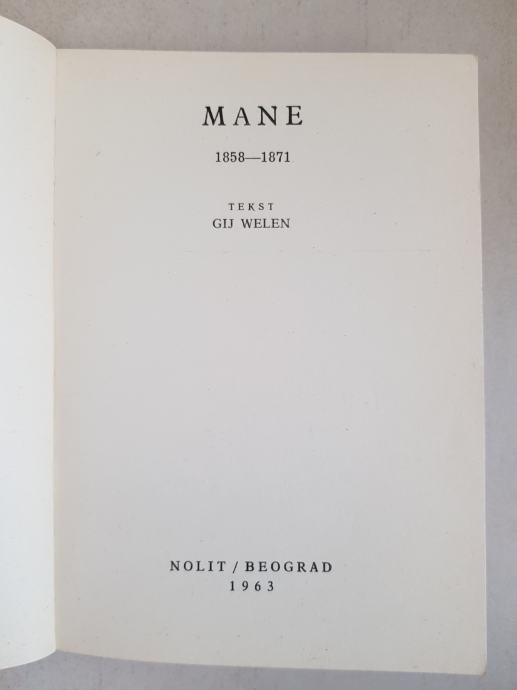 MANE
1858—1871
TEKST
GIJ WELEN
NOLIT / BEOGRAD
1963